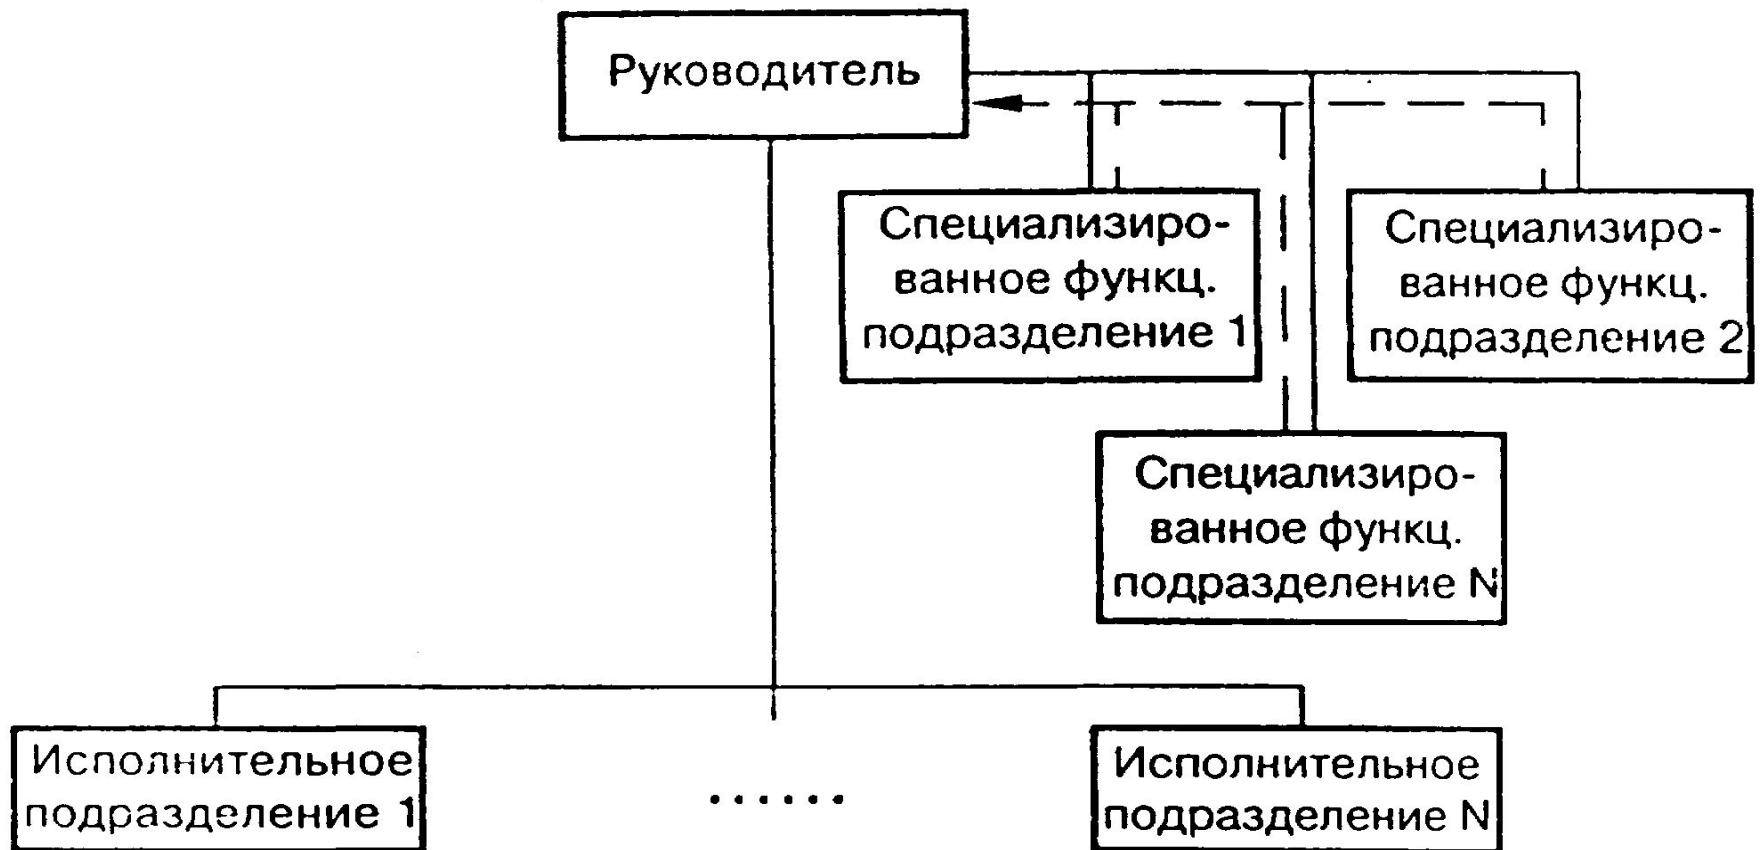 Руководитель
Специализиро-
ванное функц.
подразделение 1
Специализиро-
ванное функц.
подразделение 2
Специализиро-
ванное функц.
подразделение N
Исполнительное
подразделение 1
......
Исполнительное
подразделение N